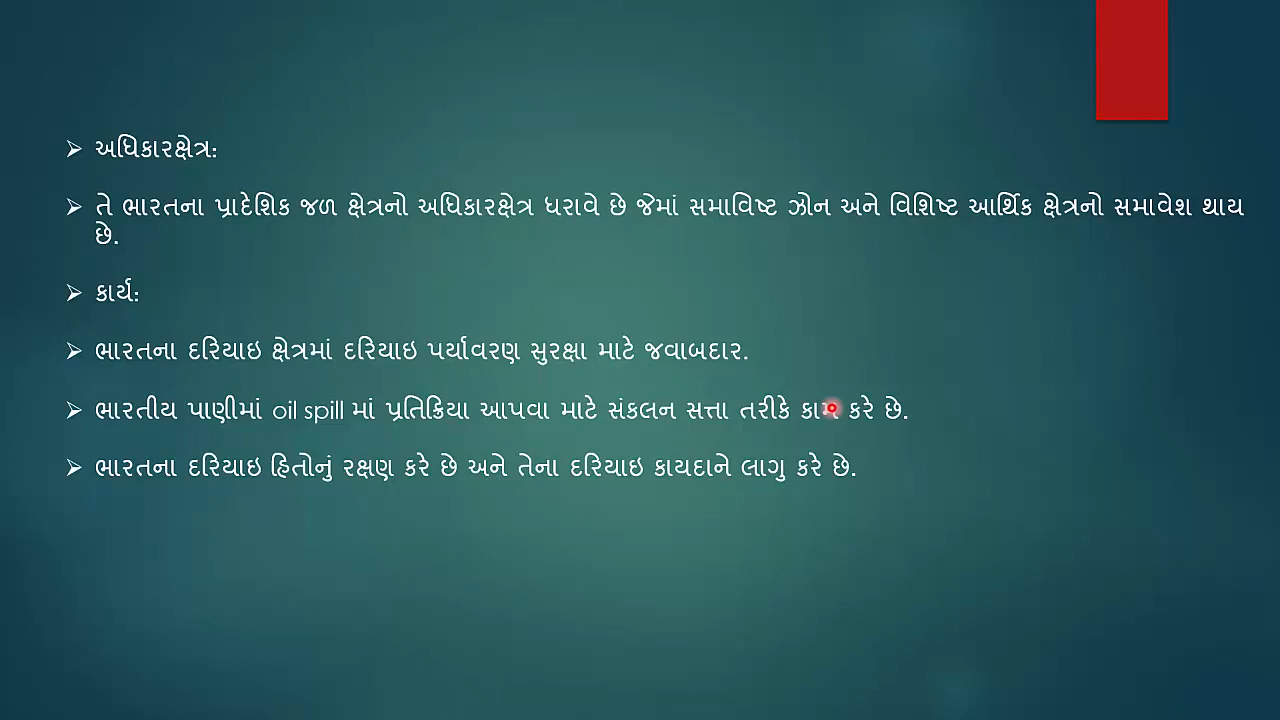 અધિકારક્ષેત્ર:
તે ભારતના પ્રાદેશિક જળ ક્ષેત્રનો અધિકારક્ષેત્ર ધરાવે છે જેમાં સમાવિષ્ટ ઝોન અને વિશિષ્ટ આર્થિક ક્ષેત્રનો સમાવેશ થાય
છે.
કાર્ય:
ભારતના દરિયાઇ ક્ષેત્રમાં દરિયાઇ પર્યાવરણ સુરક્ષા માટે જવાબદાર.
ભારતીય પાણીમાં oil spill માં પ્રતિક્રિયા આપવા માટે સંકલન સત્તા તરીકે કામ કરે છે.
ભારતના દરિયાઇ હિતોનું રક્ષણ કરે છે અને તેના દરિયાઇ કાયદાને લાગુ કરે છે.